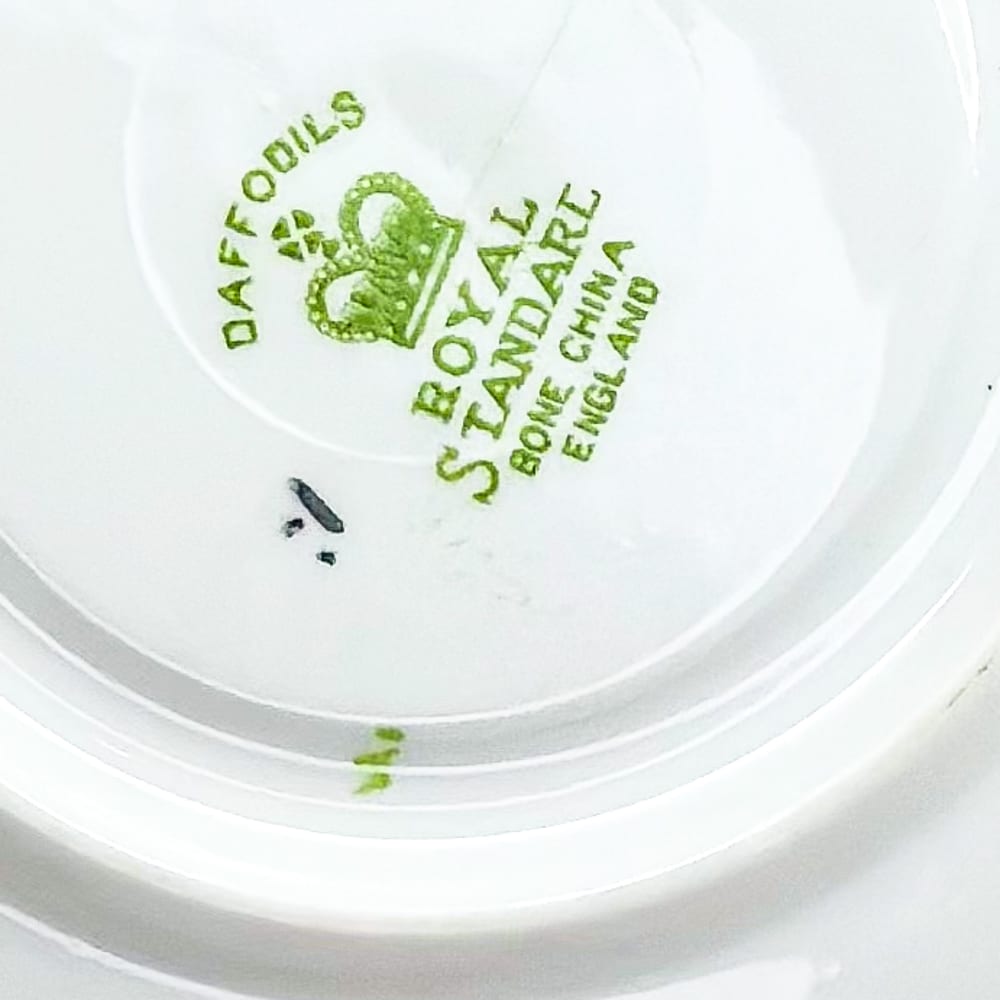 DAFFODILS
ROYAL
STANDARD
BONE CHINA
ENGLAND